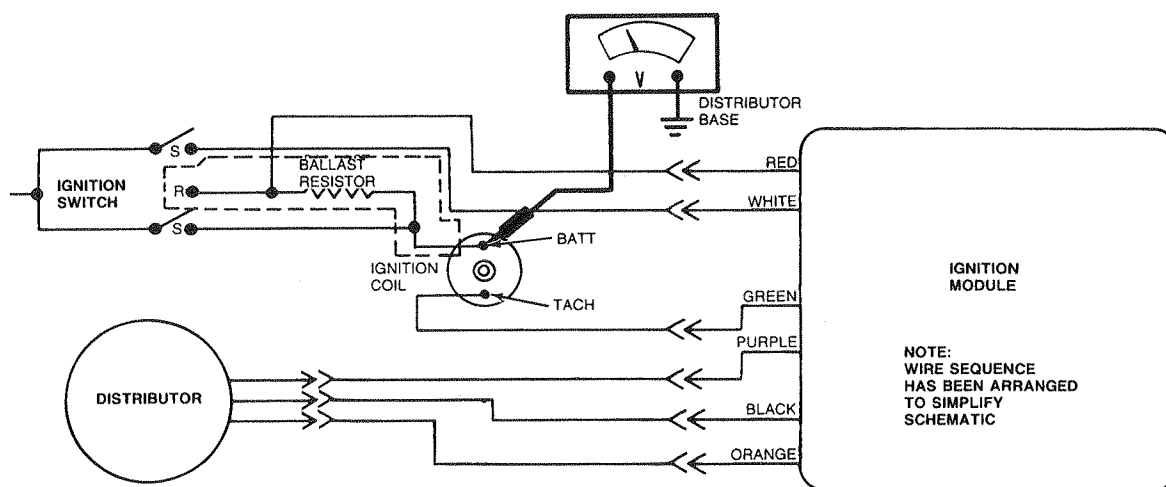 V
DISTRIBUTOR
BASE
S
BALLAST
RESISTOR
RED
IGNITION
SWITCH
R
WHITE
S
BATT
IGNITION
COIL
IGNITION
MODULE
TACH
GREEN
PURPLE
NOTE:
WIRE SEQUENCE
HAS BEEN ARRANGED
TO SIMPLIFY
SCHEMATIC
DISTRIBUTOR
BLACK
ORANGE